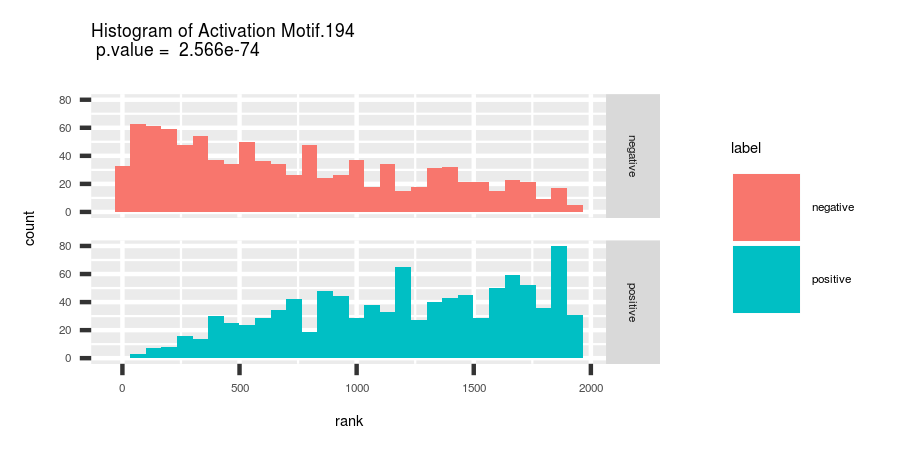 Histogram of Activation Motif.194
p.value = 2.566e-74
count
80
60
40
20
0
negative
80
60
40
20
0
positive
0 500 1000 1500 2000
rank
label
negative
positive